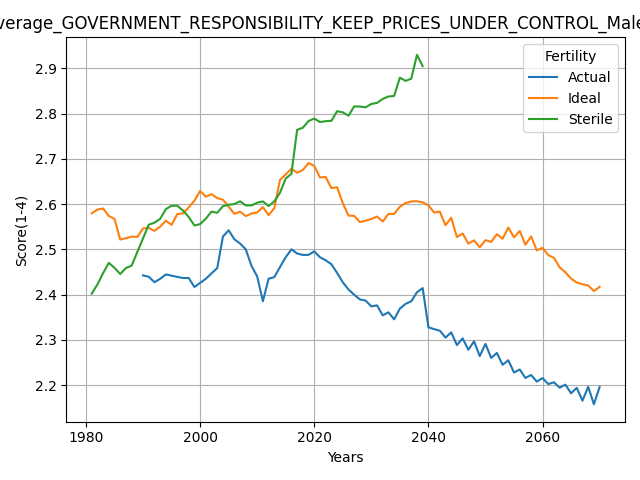 verage_GOVERNMENT_RESPONSIBILITY_KEEP_PRICES_UNDER_CONTROL_Male
Fertility
Actual
Ideal
Sterile
Score(1-4)
2.9
2.8
2.7
2.6
2.5
2.4
2.3
2.2
1980
2000
2020
2040
2060
Years